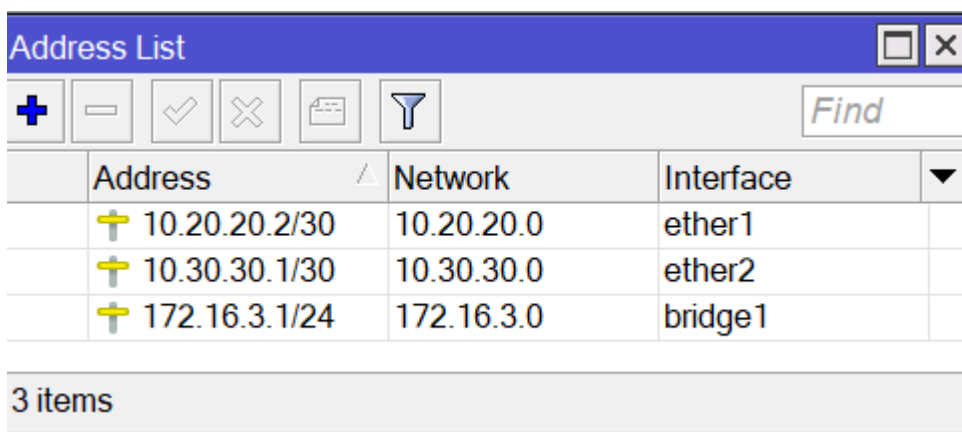 Address List
Find
Address Network Interface
10.20.20.2/30 10.20.20.0 ether1
10.30.30.1/30 10.30.30.0 ether2
172.16.3.1/24 172.16.3.0 bridge1
3 items